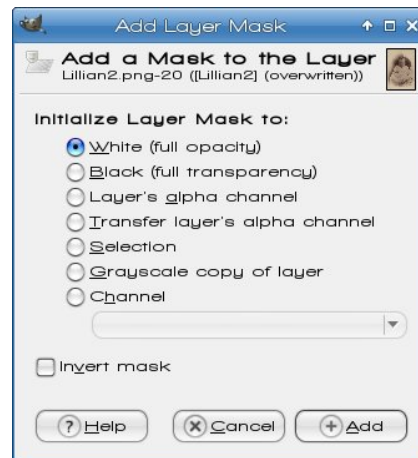 Add Layer Mask
Add a Mask to the Layer
Lillian2.png-20 ([Lillian2] (overwritten))
Initialize Layer Mask to:
White (full opacity)
Black (full transparency)
Layer's alpha channel
Transfer layer's alpha channel
Selection
Grayscale copy of layer
Channel
Invert mask
Help
Cancel
Add